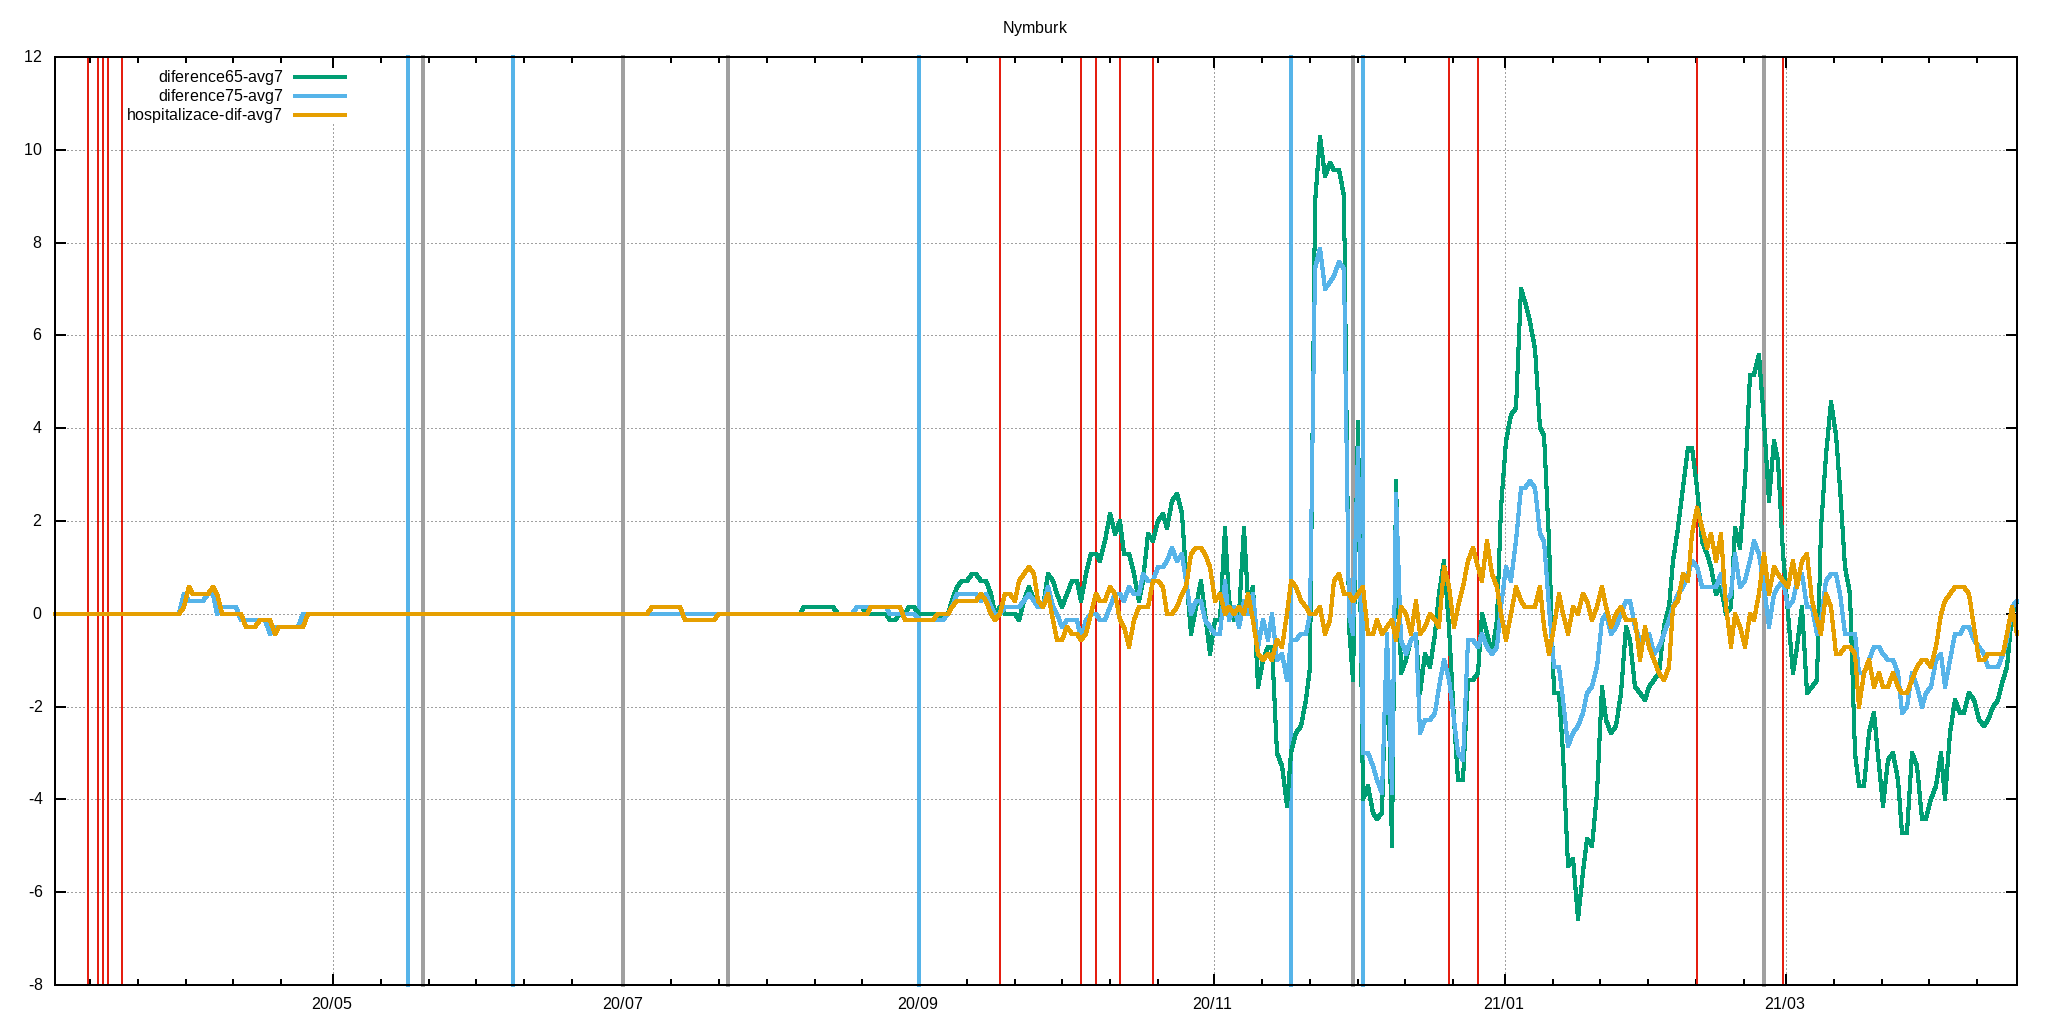 Nymburk
diference65-avg7
diference75-avg7
hospitalizace-dif-avg7
12
10
8
6
4
2
0
-2
-4
-6
-8
20/05 20/07 20/09 20/11 21/01 21/03